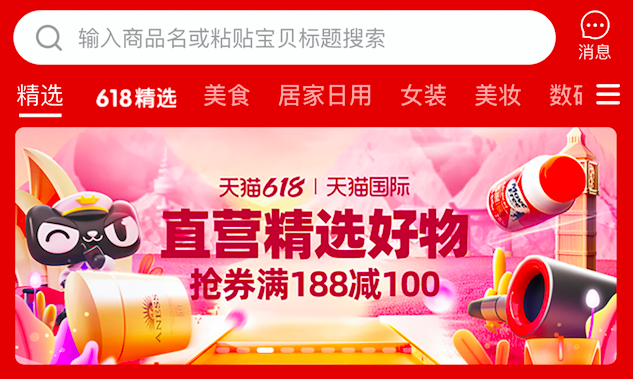 输入商品名或粘贴宝贝标题搜索
消息
精选 618精选 美食 居家日用 女装 美妆 数码
天猫618 | 天猫国际
直营精选好物
抢券满188减100
ANESSA